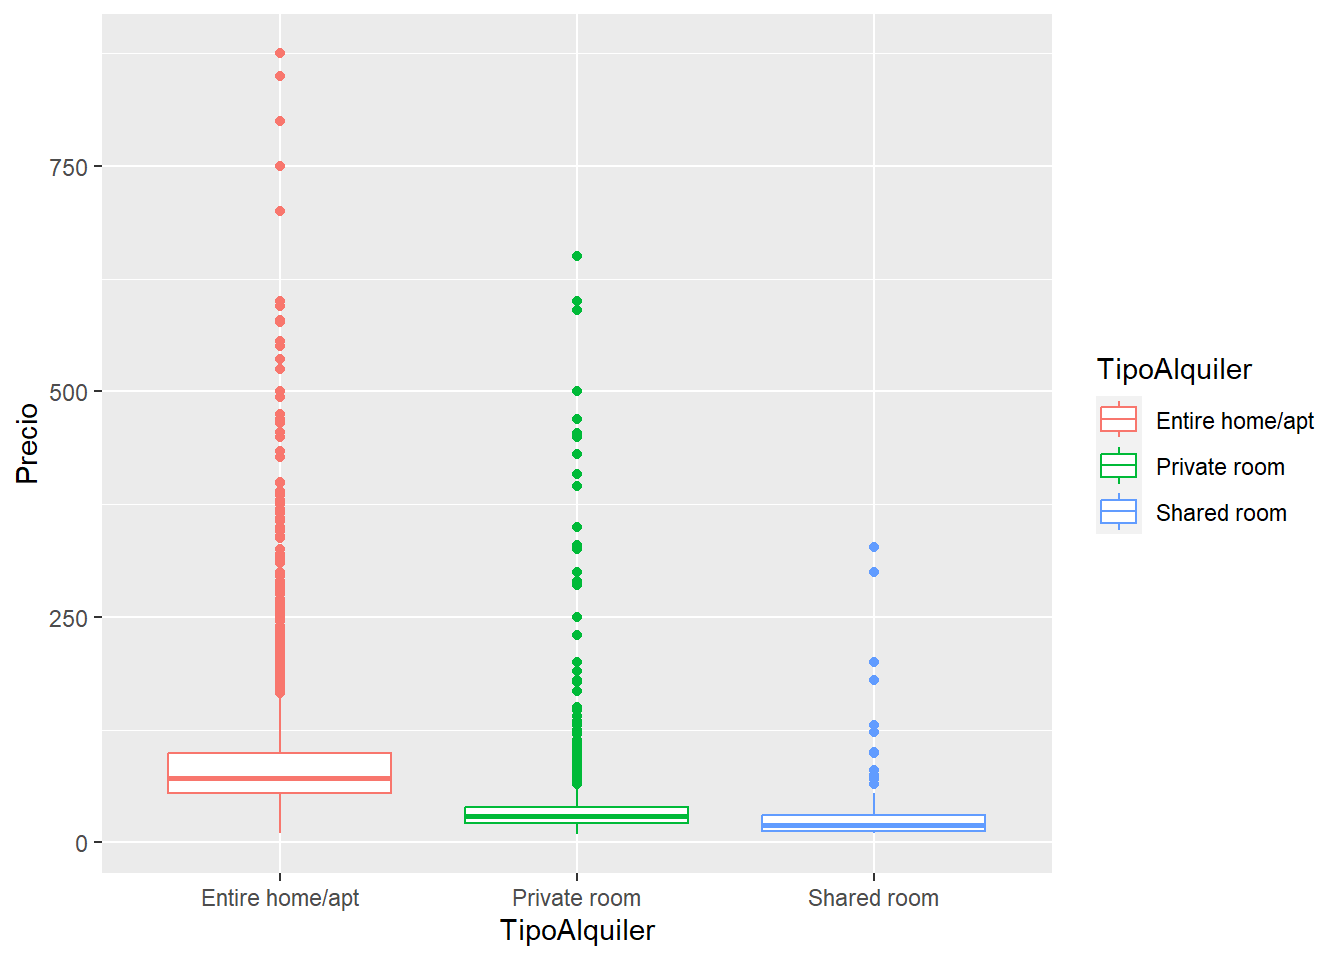 Precio
750
500
250
0
Entire home/apt
Private room
Shared room
TipoAlquiler
TipoAlquiler
Entire home/apt
Private room
Shared room